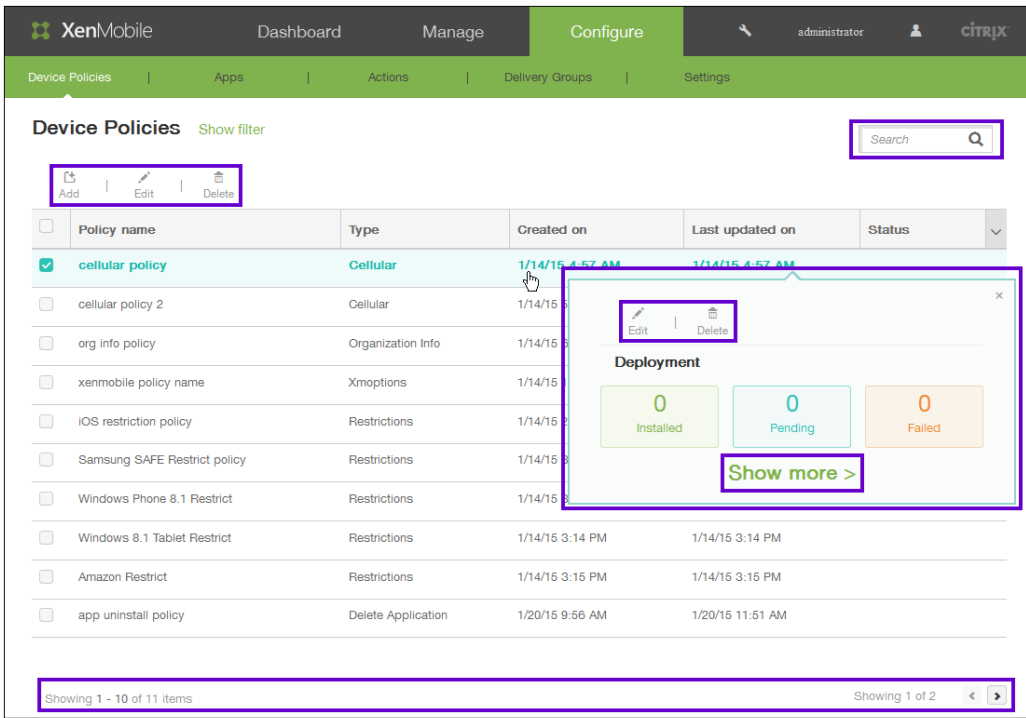 XenMobile Dashboard Manage Configure administrator CİTRIX
Device Policies | Apps | Actions | Delivery Groups | Settings
Device Policies Show filter
Search
Add | Edit | Delete
Policy name Type Created on Last updated on Status
cellular policy Cellular 1/14/15 4:57 AM 1/14/15 4:57 AM
cellular policy 2 Cellular 1/14/15
org info policy Organization Info 1/14/15
xenmobile policy name Xmoptions 1/14/15
iOS restriction policy Restrictions 1/14/15
Samsung SAFE Restrict policy Restrictions 1/14/15
Windows Phone 8.1 Restrict Restrictions 1/14/15
Windows 8.1 Tablet Restrict Restrictions 1/14/15 3:14 PM 1/14/15 3:14 PM
Amazon Restrict Restrictions 1/14/15 3:15 PM 1/14/15 3:15 PM
app uninstall policy Delete Application 1/20/15 9:56 AM 1/20/15 11:51 AM
×
Edit | Delete
Deployment
0 0 0
Installed Pending Failed
Show more >
Showing 1 - 10 of 11 items Showing 1 of 2 < >